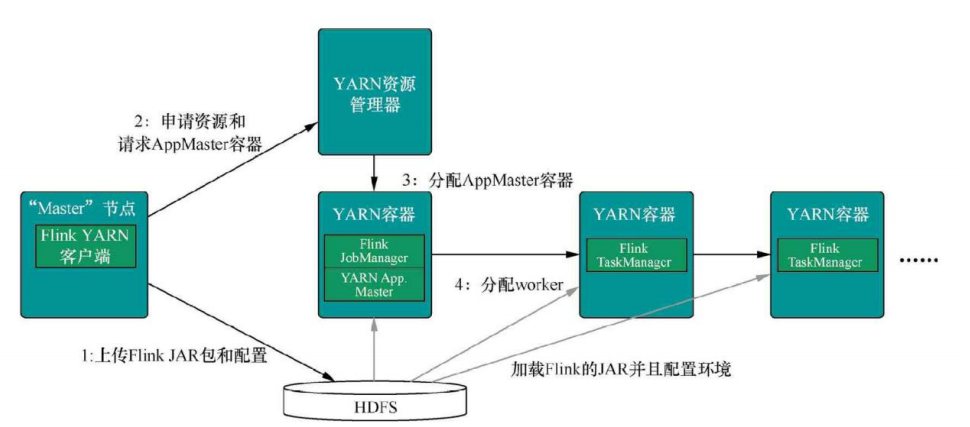 YARN资源
管理器
2：申请资源和
请求AppMaster容器
3：分配AppMaster容器
“Master”节点
Flink YARN
客户端
YARN容器
Flink
JobManager
YARN App.
Master
YARN容器
Flink
TaskManager
YARN容器
Flink
TaskManager
……
4：分配worker
1:上传Flink JAR包和配置
加载Flink的JAR并且配置环境
HDFS